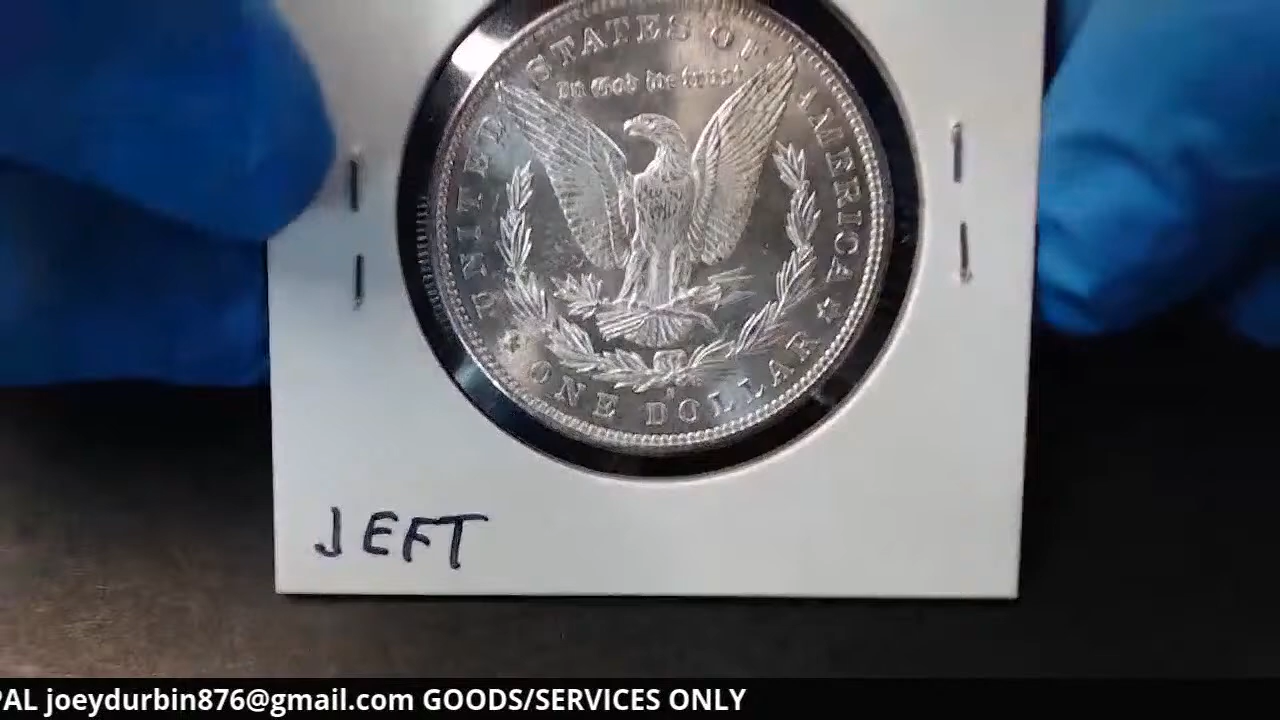 UNITED STATES OF AMERICA
In God We trust
ONE DOLLAR
JEFT
PAL joeydurbin876@gmail.com GOODS/SERVICES ONLY